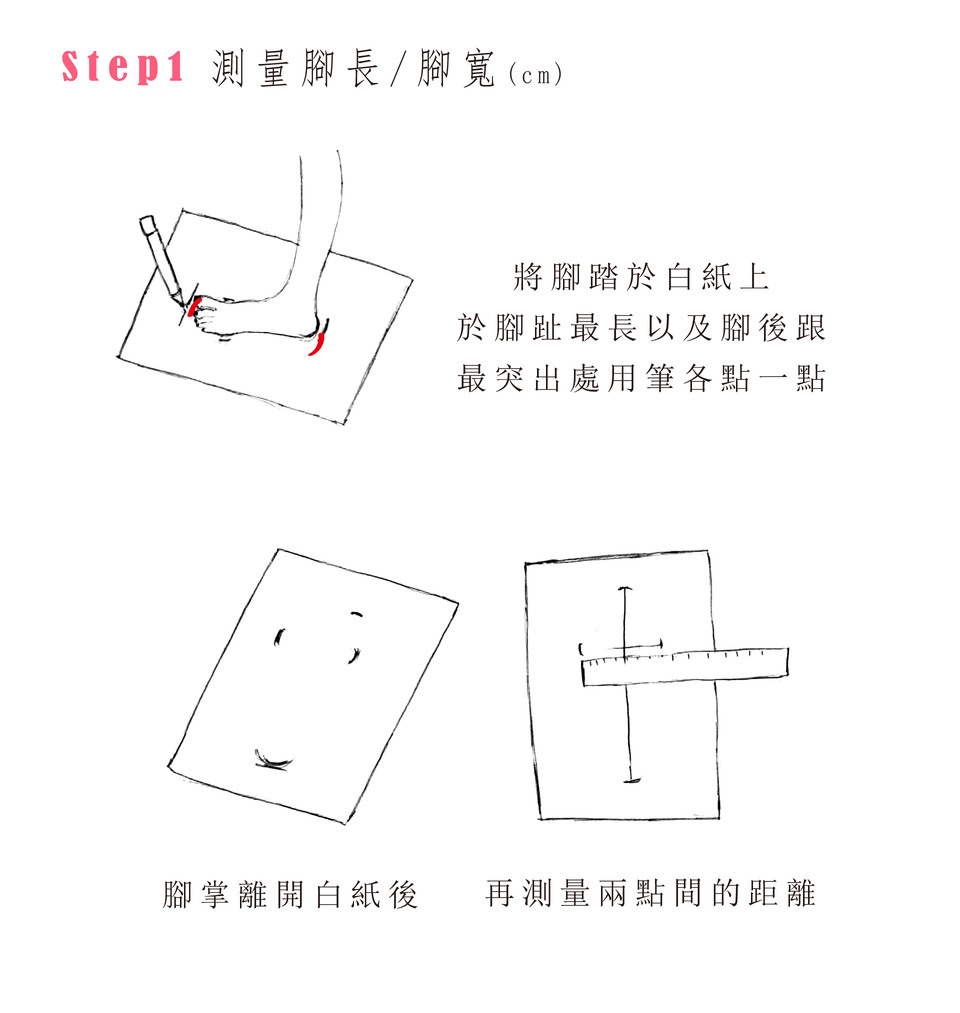 Step1 測量腳長/腳寬(cm)
將腳踏於白紙上
於腳趾最長以及腳後跟
最突出處用筆各點一點
腳掌離開白紙後
再測量兩點間的距離